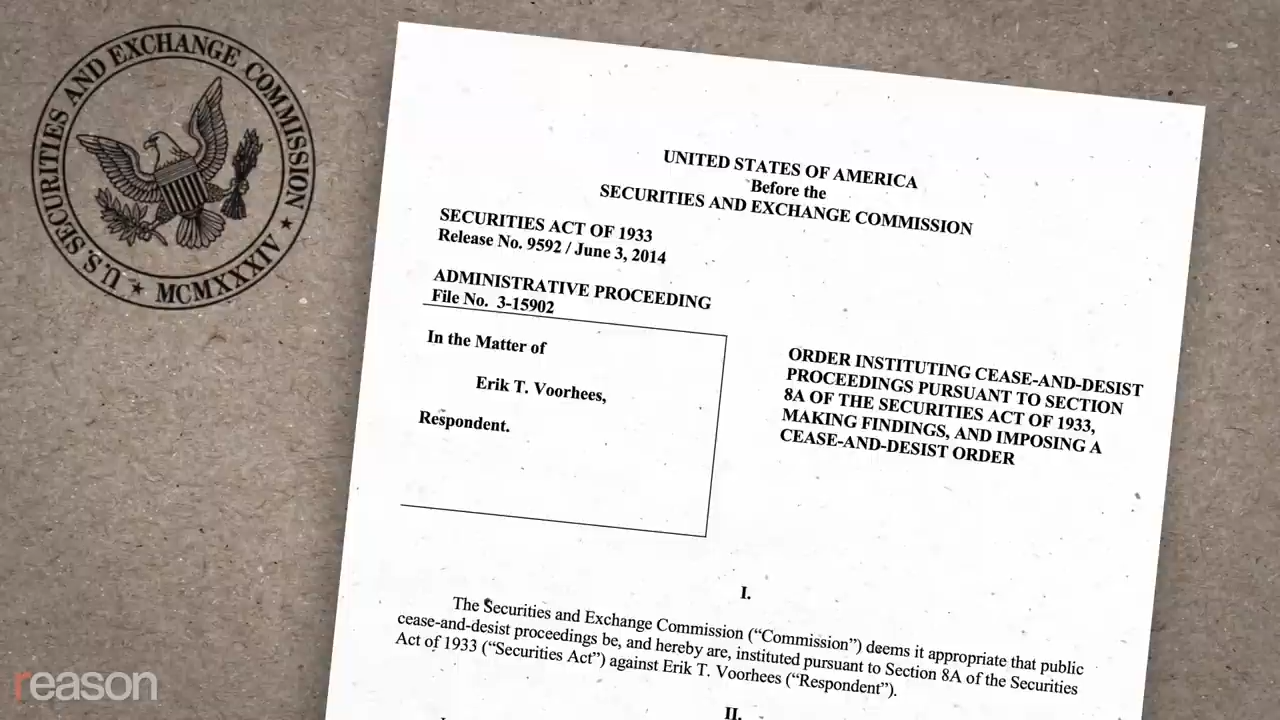 U.S. SECURITIES AND EXCHANGE COMMISSION
MCMXXXIV
UNITED STATES OF AMERICA
Before the
SECURITIES AND EXCHANGE COMMISSION
SECURITIES ACT OF 1933
Release No. 9592 / June 3, 2014
ADMINISTRATIVE PROCEEDING
File No. 3-15902
In the Matter of
Erik T. Voorhees,
Respondent.
ORDER INSTITUTING CEASE-AND-DESIST
PROCEEDINGS PURSUANT TO SECTION
8A OF THE SECURITIES ACT OF 1933,
MAKING FINDINGS, AND IMPOSING A
CEASE-AND-DESIST ORDER
I.
The Securities and Exchange Commission (“Commission”) deems it appropriate that public
cease-and-desist proceedings be, and hereby are, instituted pursuant to Section 8A of the Securities
Act of 1933 (“Securities Act”) against Erik T. Voorhees (“Respondent”).
II.
reason